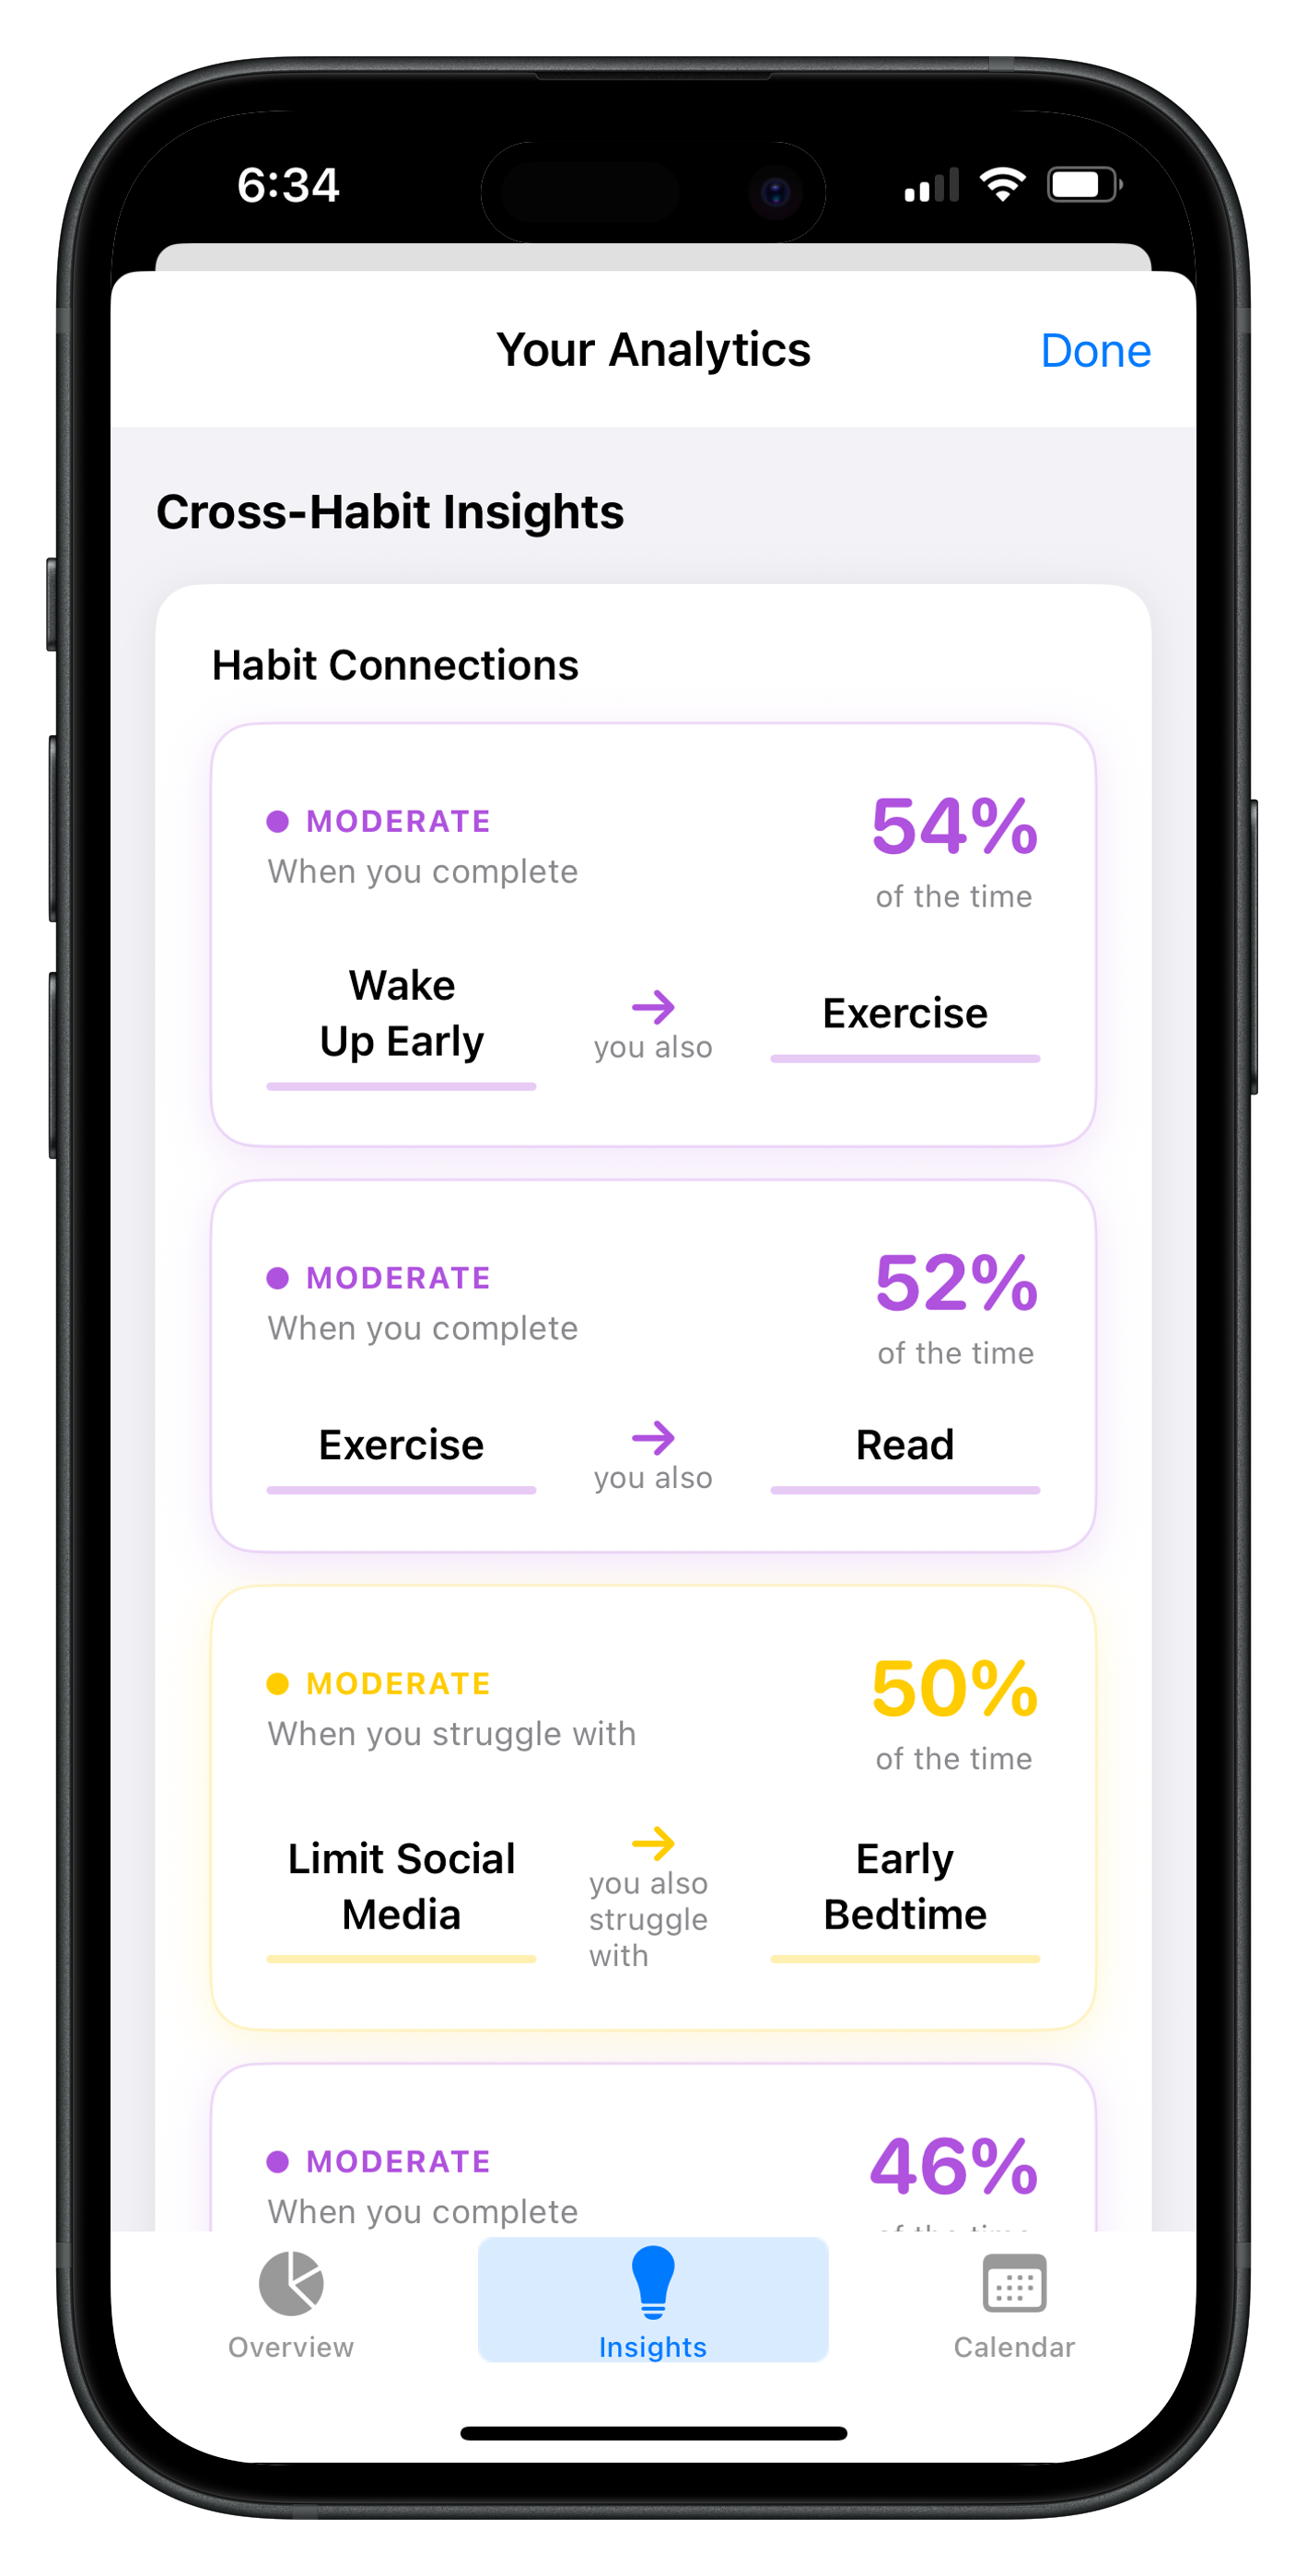 6:34
Your Analytics
Done
Cross-Habit Insights
Habit Connections
MODERATE
54%
When you complete
of the time
Wake
Up Early
you also
Exercise
MODERATE
52%
When you complete
of the time
Exercise
you also
Read
MODERATE
50%
When you struggle with
of the time
Limit Social
Media
you also
struggle
with
Early
Bedtime
MODERATE
46%
When you complete
of the time
Overview
Insights
Calendar